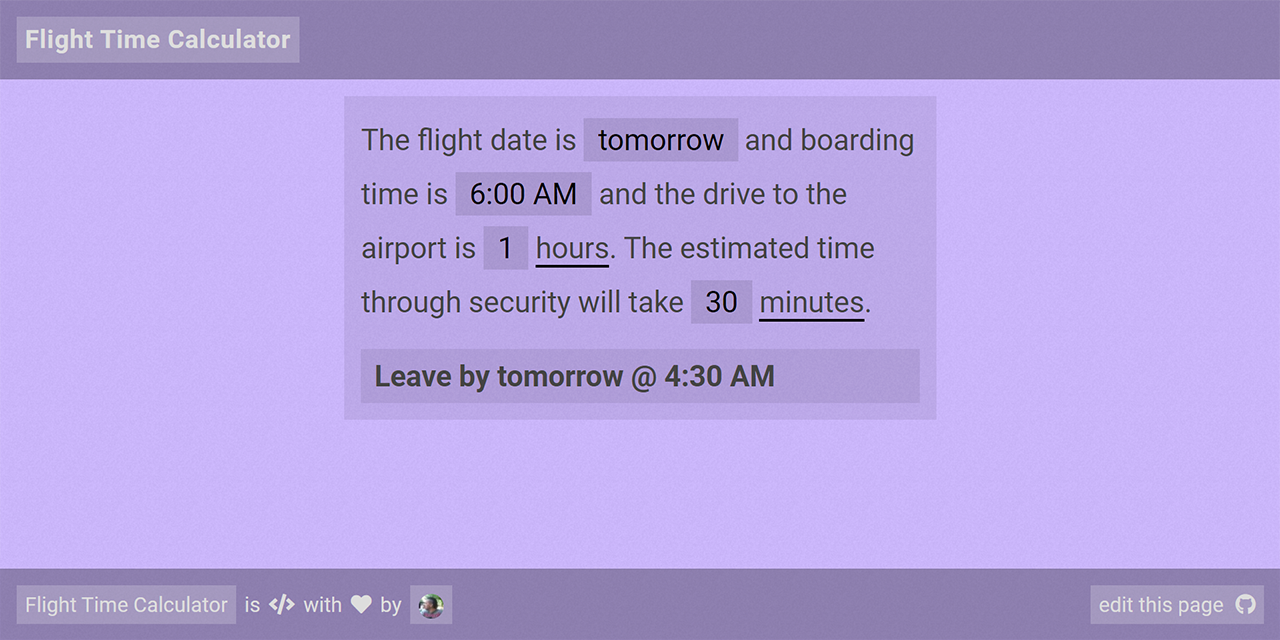 Flight Time Calculator
The flight date is tomorrow and boarding
time is 6:00 AM and the drive to the
airport is 1 hours. The estimated time
through security will take 30 minutes.
Leave by tomorrow @ 4:30 AM
Flight Time Calculator is </> with ♥ by
edit this page